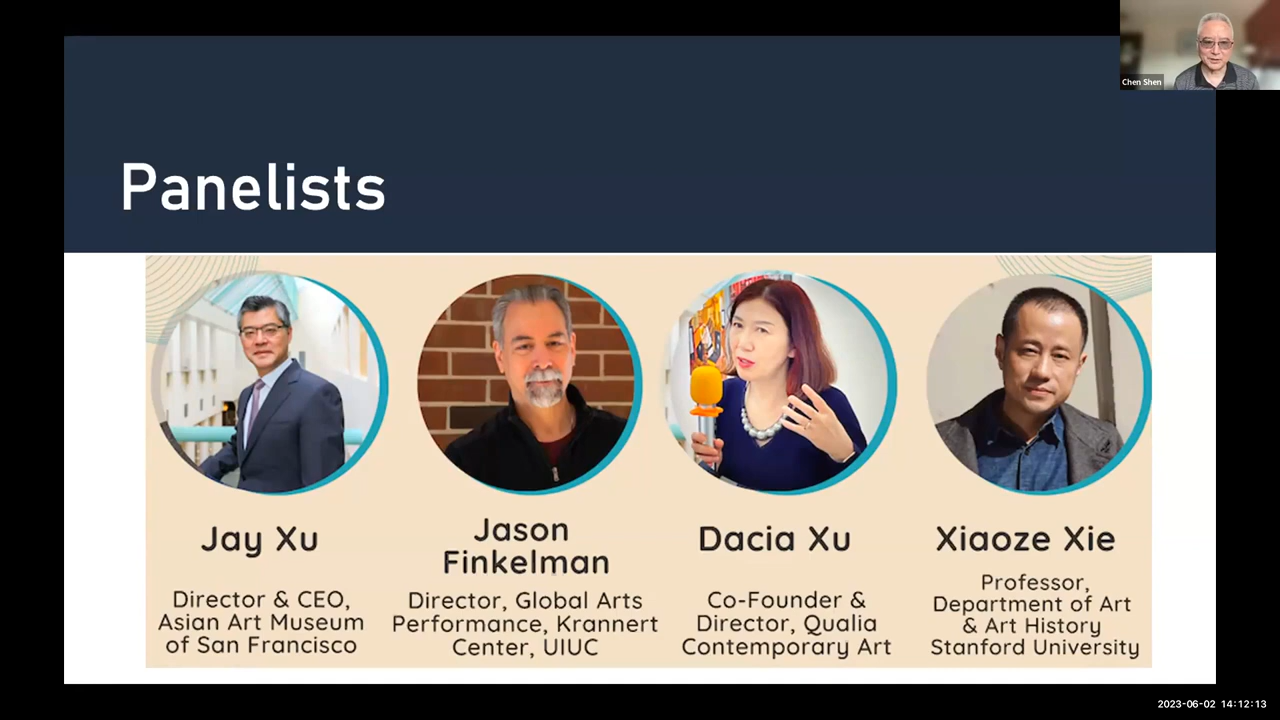 Chen Shen
Panelists
Jay Xu
Director & CEO,
Asian Art Museum
of San Francisco
Jason
Finkelman
Director, Global Arts
Performance, Krannert
Center, UIUC
Dacia Xu
Co-Founder &
Director, Qualia
Contemporary Art
Xiaoze Xie
Professor,
Department of Art
& Art History
Stanford University
2023-06-02 14:12:13